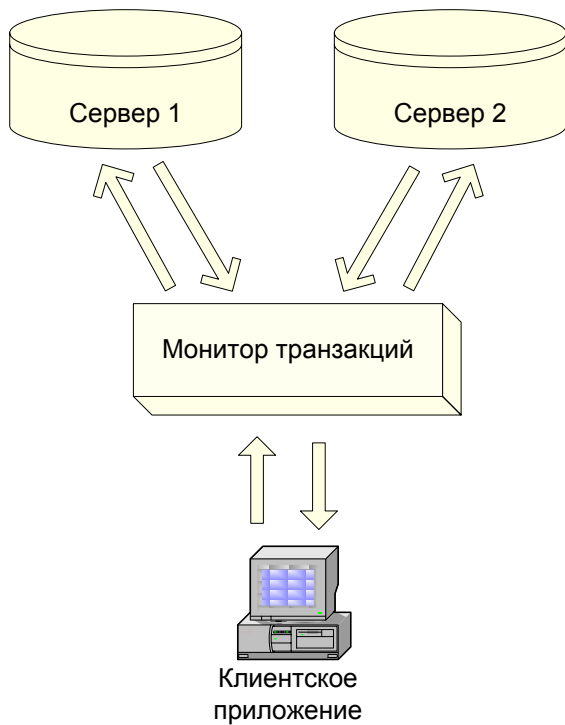 Сервер 1
Сервер 2
Монитор транзакций
Клиентское
приложение